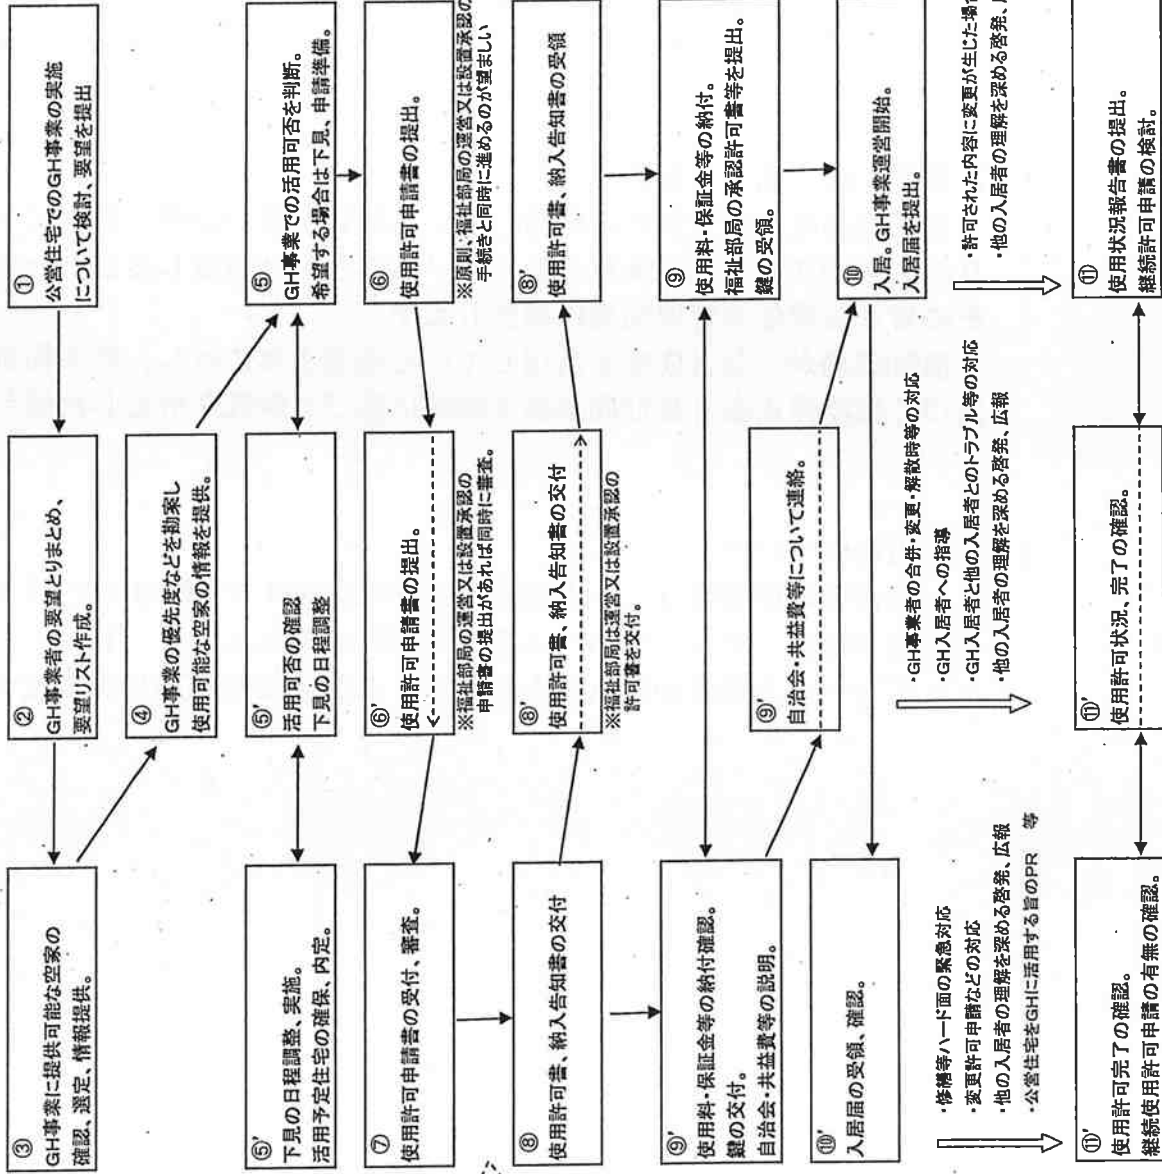 ③
GH事業に提供可能な空家の
確認、選定、情報提供。
②
GH事業者の要望とりまとめ、
要望リスト作成。
①
公営住宅でのGH事業の実施
について検討、要望を提出
④
GH事業の優先度などを勘案し
使用可能な空家の情報を提供。
⑤'
下見の日程調整、実施。
活用予定住宅の確保、内定。
⑤'
活用可否の確認
下見の日程調整
⑤
GH事業での活用可否を判断。
希望する場合は下見、申請準備。
⑦
使用許可申請書の受付、審査。
⑥'
使用許可申請書の提出。
※福祉部局の運営又は設置承認の
申請書の提出があれば同時に審査。
⑥
使用許可申請書の提出。
※原則、福祉部局の運営又は設置承認の
手続きと同時に進めるのが望ましい
⑧
使用許可書、納入告知書の交付
⑧'
使用許可書、納入告知書の交付
※福祉部局は運営又は設置承認の
許可書を交付。
⑧'
使用許可書、納入告知書の受領
⑨'
使用料・保証金等の納付確認。
鍵の交付。
自治会・共益費等の説明。
⑨'
自治会・共益費等について連絡。
⑨
使用料・保証金等の納付。
福祉部局の承認許可書等を提出。
鍵の受領。
⑩'
入居届の受領、確認。
⑩
入居。GH事業運営開始。
入居届を提出。
・修繕等ハード面の緊急対応
・変更許可申請などの対応
・他の入居者の理解を深める啓発、広報
・公営住宅をGHに活用する旨のPR 等
・GH事業者の合併・変更・解散時等の対応
・GH入居者への指導
・GH入居者と他の入居者とのトラブル等の対応
・他の入居者の理解を深める啓発、広報
・許可された内容に変更が生じた場合
・他の入居者の理解を深める啓発、
⑪'
使用許可完了の確認。
継続使用許可申請の有無の確認。
⑪'
使用許可状況、完了の確認。
⑪
使用状況報告書の提出。
継続許可申請の検討。